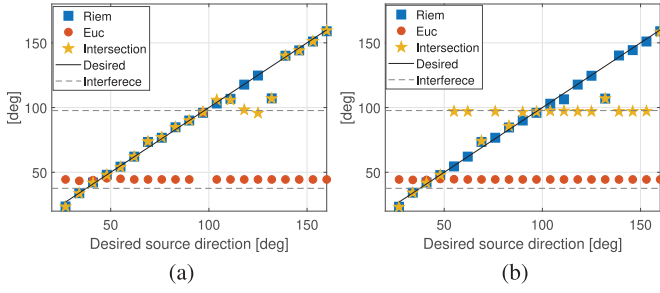 Riem
Euc
Intersection
Desired
Interferece
150
100
50
[deg]
50
100
150
Desired source direction [deg]
(a)
Riem
Euc
Intersection
Desired
Interferece
150
100
50
[deg]
50
100
150
Desired source direction [deg]
(b)